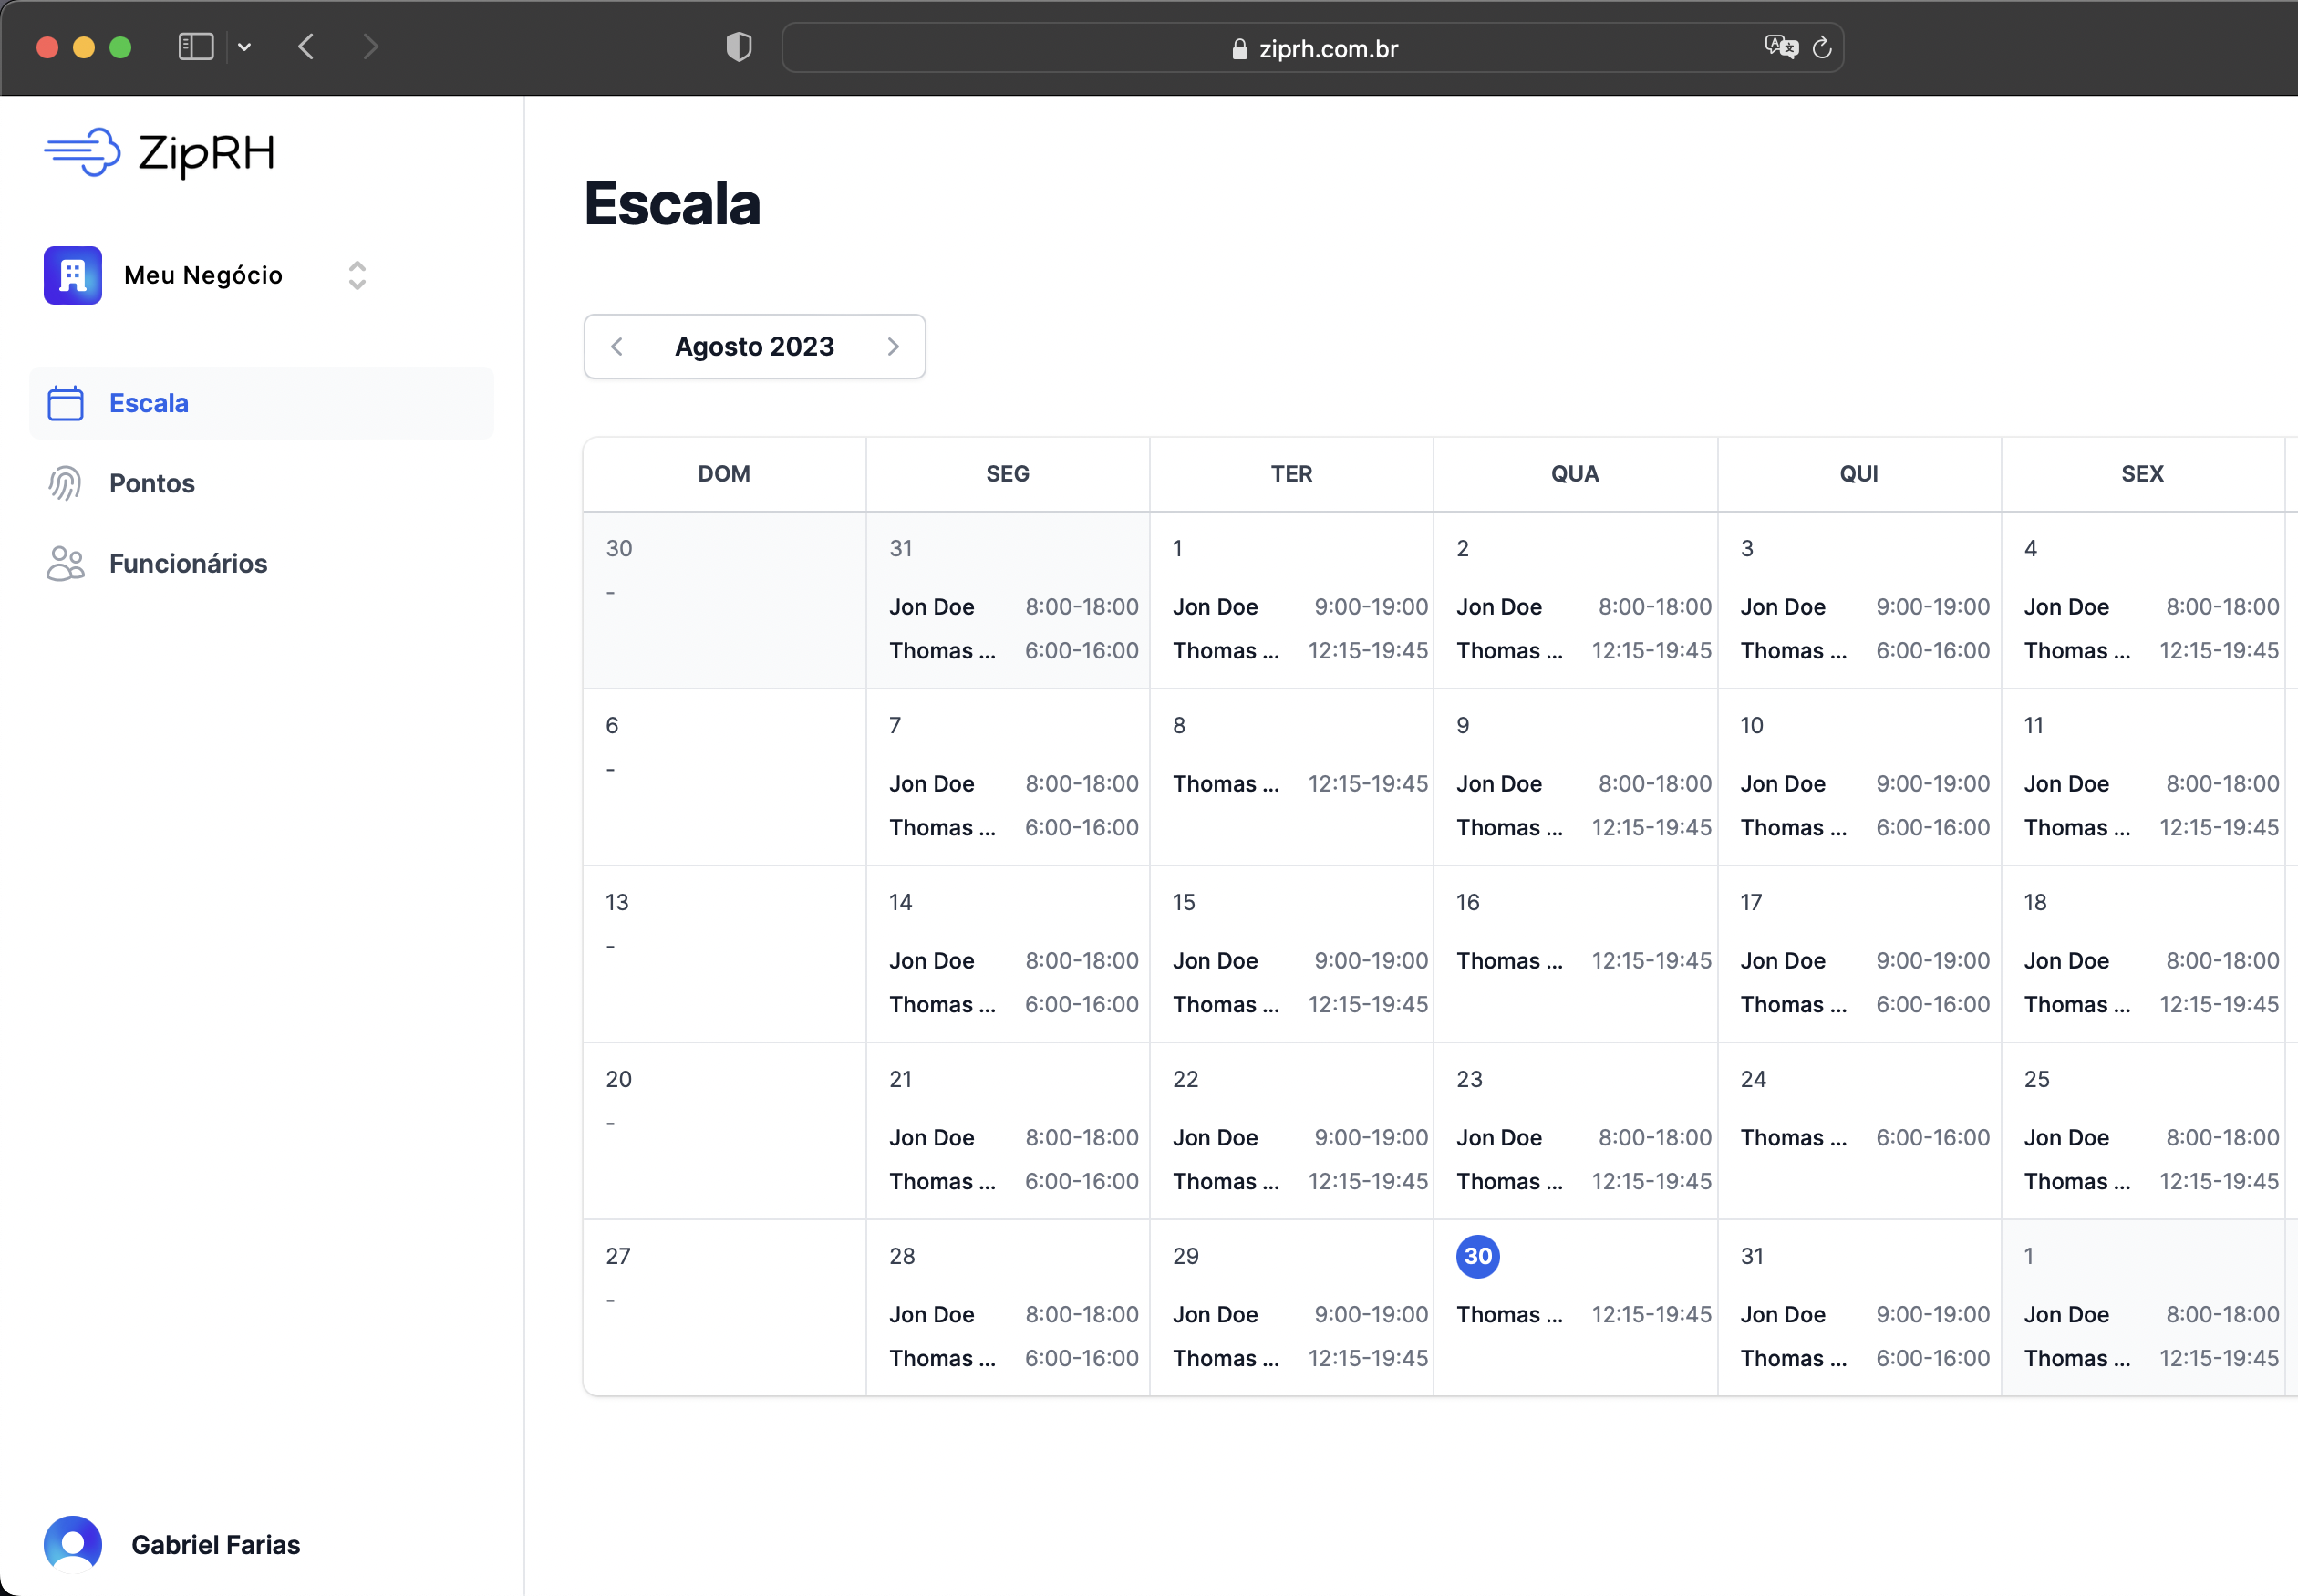 ziprh.com.br
ZipRH
Meu Negócio
Escala
Pontos
Funcionários
Gabriel Farias
Escala
Agosto 2023
DOM SEG TER QUA QUI SEX
30 31 1 2 3 4
-
Jon Doe 8:00-18:00 Jon Doe 9:00-19:00 Jon Doe 8:00-18:00 Jon Doe 9:00-19:00 Jon Doe 8:00-18:00
Thomas ... 6:00-16:00 Thomas ... 12:15-19:45 Thomas ... 12:15-19:45 Thomas ... 6:00-16:00 Thomas ... 12:15-19:45
6 7 8 9 10 11
-
Jon Doe 8:00-18:00 Thomas ... 12:15-19:45 Jon Doe 8:00-18:00 Jon Doe 9:00-19:00 Jon Doe 8:00-18:00
Thomas ... 6:00-16:00 Thomas ... 12:15-19:45 Thomas ... 6:00-16:00 Thomas ... 12:15-19:45
13 14 15 16 17 18
-
Jon Doe 8:00-18:00 Jon Doe 9:00-19:00 Thomas ... 12:15-19:45 Jon Doe 9:00-19:00 Jon Doe 8:00-18:00
Thomas ... 6:00-16:00 Thomas ... 12:15-19:45 Thomas ... 6:00-16:00 Thomas ... 12:15-19:45
20 21 22 23 24 25
-
Jon Doe 8:00-18:00 Jon Doe 9:00-19:00 Jon Doe 8:00-18:00 Thomas ... 6:00-16:00 Jon Doe 8:00-18:00
Thomas ... 6:00-16:00 Thomas ... 12:15-19:45 Thomas ... 12:15-19:45 Thomas ... 12:15-19:45
27 28 29 30 31 1
-
Jon Doe 8:00-18:00 Jon Doe 9:00-19:00 Thomas ... 12:15-19:45 Jon Doe 9:00-19:00 Jon Doe 8:00-18:00
Thomas ... 6:00-16:00 Thomas ... 12:15-19:45 Thomas ... 6:00-16:00 Thomas ... 12:15-19:45